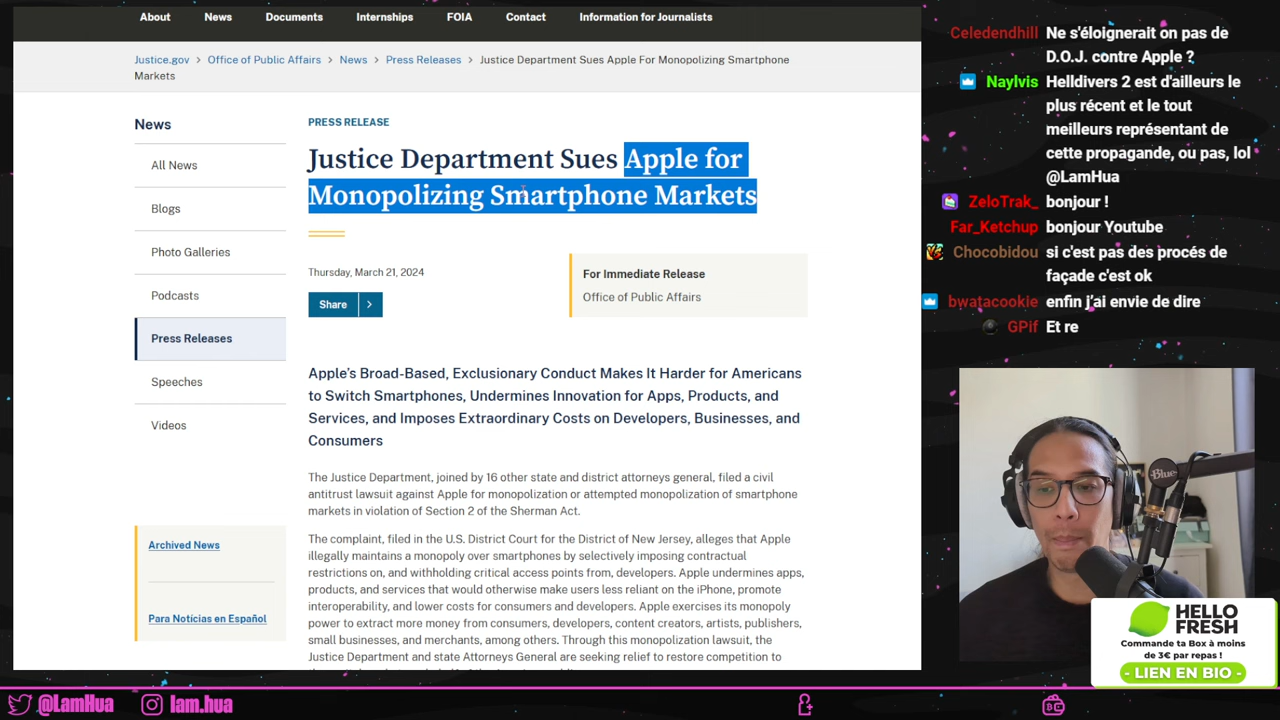 About News Documents Internships FOIA Contact Information for Journalists
Justice.gov > Office of Public Affairs > News > Press Releases > Justice Department Sues Apple For Monopolizing Smartphone
Markets
News
All News
Blogs
Photo Galleries
Podcasts
Press Releases
Speeches
Videos
Archived News
Para Notícias en Español
PRESS RELEASE
Justice Department Sues Apple for
Monopolizing Smartphone Markets
Thursday, March 21, 2024
Share >
For Immediate Release
Office of Public Affairs
Apple’s Broad-Based, Exclusionary Conduct Makes It Harder for Americans
to Switch Smartphones, Undermines Innovation for Apps, Products, and
Services, and Imposes Extraordinary Costs on Developers, Businesses, and
Consumers
The Justice Department, joined by 16 other state and district attorneys general, filed a civil
antitrust lawsuit against Apple for monopolization or attempted monopolization of smartphone
markets in violation of Section 2 of the Sherman Act.
The complaint, filed in the U.S. District Court for the District of New Jersey, alleges that Apple
illegally maintains a monopoly over smartphones by selectively imposing contractual
restrictions on, and withholding critical access points from, developers. Apple undermines apps,
products, and services that would otherwise make users less reliant on the iPhone, promote
interoperability, and lower costs for consumers and developers. Apple exercises its monopoly
power to extract more money from consumers, developers, content creators, artists, publishers,
small businesses, and merchants, among others. Through this monopolization lawsuit, the
Justice Department and state Attorneys General are seeking relief to restore competition to
Celedendhill Ne s'éloignerait on pas de
D.O.J. contre Apple ?
Naylvis Helldivers 2 est d'ailleurs le
plus récent et le tout
meilleurs représentant de
cette propagande, ou pas, lol
@LamHua
ZeloTrak_ bonjour !
Far_Ketchup bonjour Youtube
Chocobidou si c'est pas des procés de
façade c'est ok
bwatacookie enfin j’ai envie de dire
GPif Et re
Blue
HELLO
FRESH
Commande ta Box à moins
de 3€ par repas !
- LIEN EN BIO -
@LamHua lam.hua